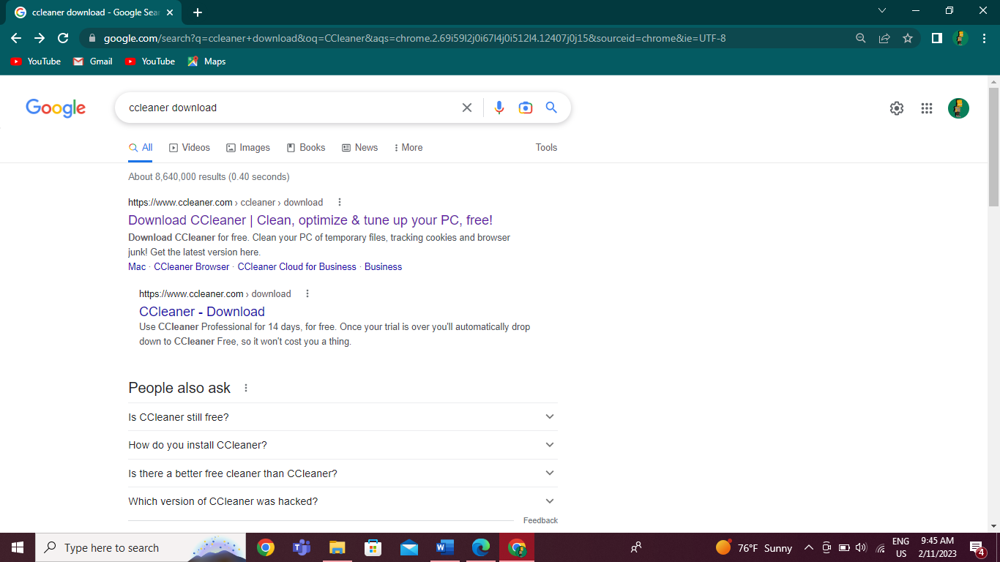 ccleaner download - Google Sear
google.com/search?q=ccleaner+download&oq=CCleaner&aqs=chrome.2.69i59l2j0i67l4j0i512l4.12407j0j15&sourceid=chrome&ie=UTF-8
YouTube Gmail YouTube Maps
Google ccleaner download
All Videos Images Books News More Tools
About 8,640,000 results (0.40 seconds)
https://www.ccleaner.com › ccleaner › download
Download CCleaner | Clean, optimize & tune up your PC, free!
Download CCleaner for free. Clean your PC of temporary files, tracking cookies and browser
junk! Get the latest version here.
Mac · CCleaner Browser · CCleaner Cloud for Business · Business
https://www.ccleaner.com › download
CCleaner - Download
Use CCleaner Professional for 14 days, for free. Once your trial is over you'll automatically drop
down to CCleaner Free, so it won't cost you a thing.
People also ask
Is CCleaner still free?
How do you install CCleaner?
Is there a better free cleaner than CCleaner?
Which version of CCleaner was hacked?
Feedback
Type here to search
76°F Sunny
ENG
US
9:45 AM
2/11/2023
4